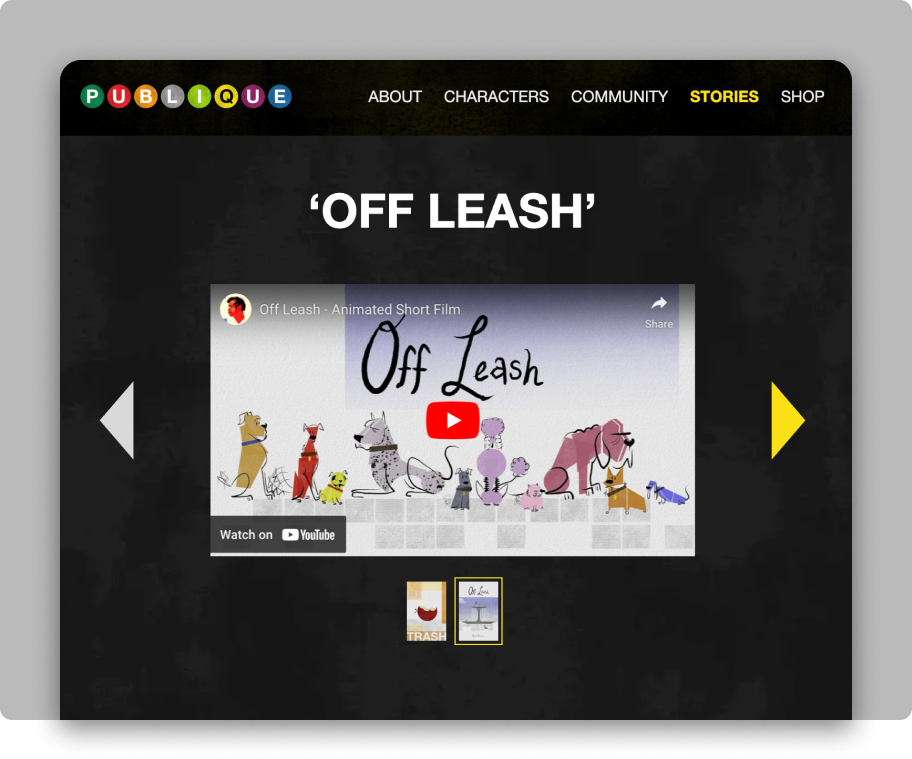 PUBLIQUE
ABOUT CHARACTERS COMMUNITY STORIES SHOP
‘OFF LEASH’
Off Leash - Animated Short Film
Share
Off Leash
Watch on YouTube
TRASH
Off Leash